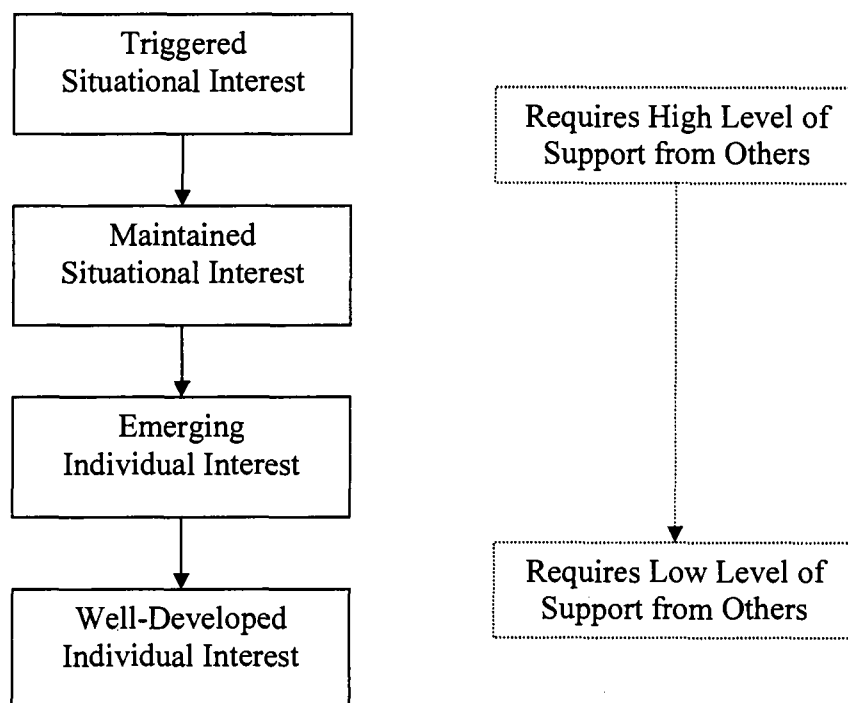 Triggered
Situational Interest
Requires High Level of
Support from Others
Maintained
Situational Interest
Emerging
Individual Interest
Requires Low Level of
Support from Others
Well-Developed
Individual Interest